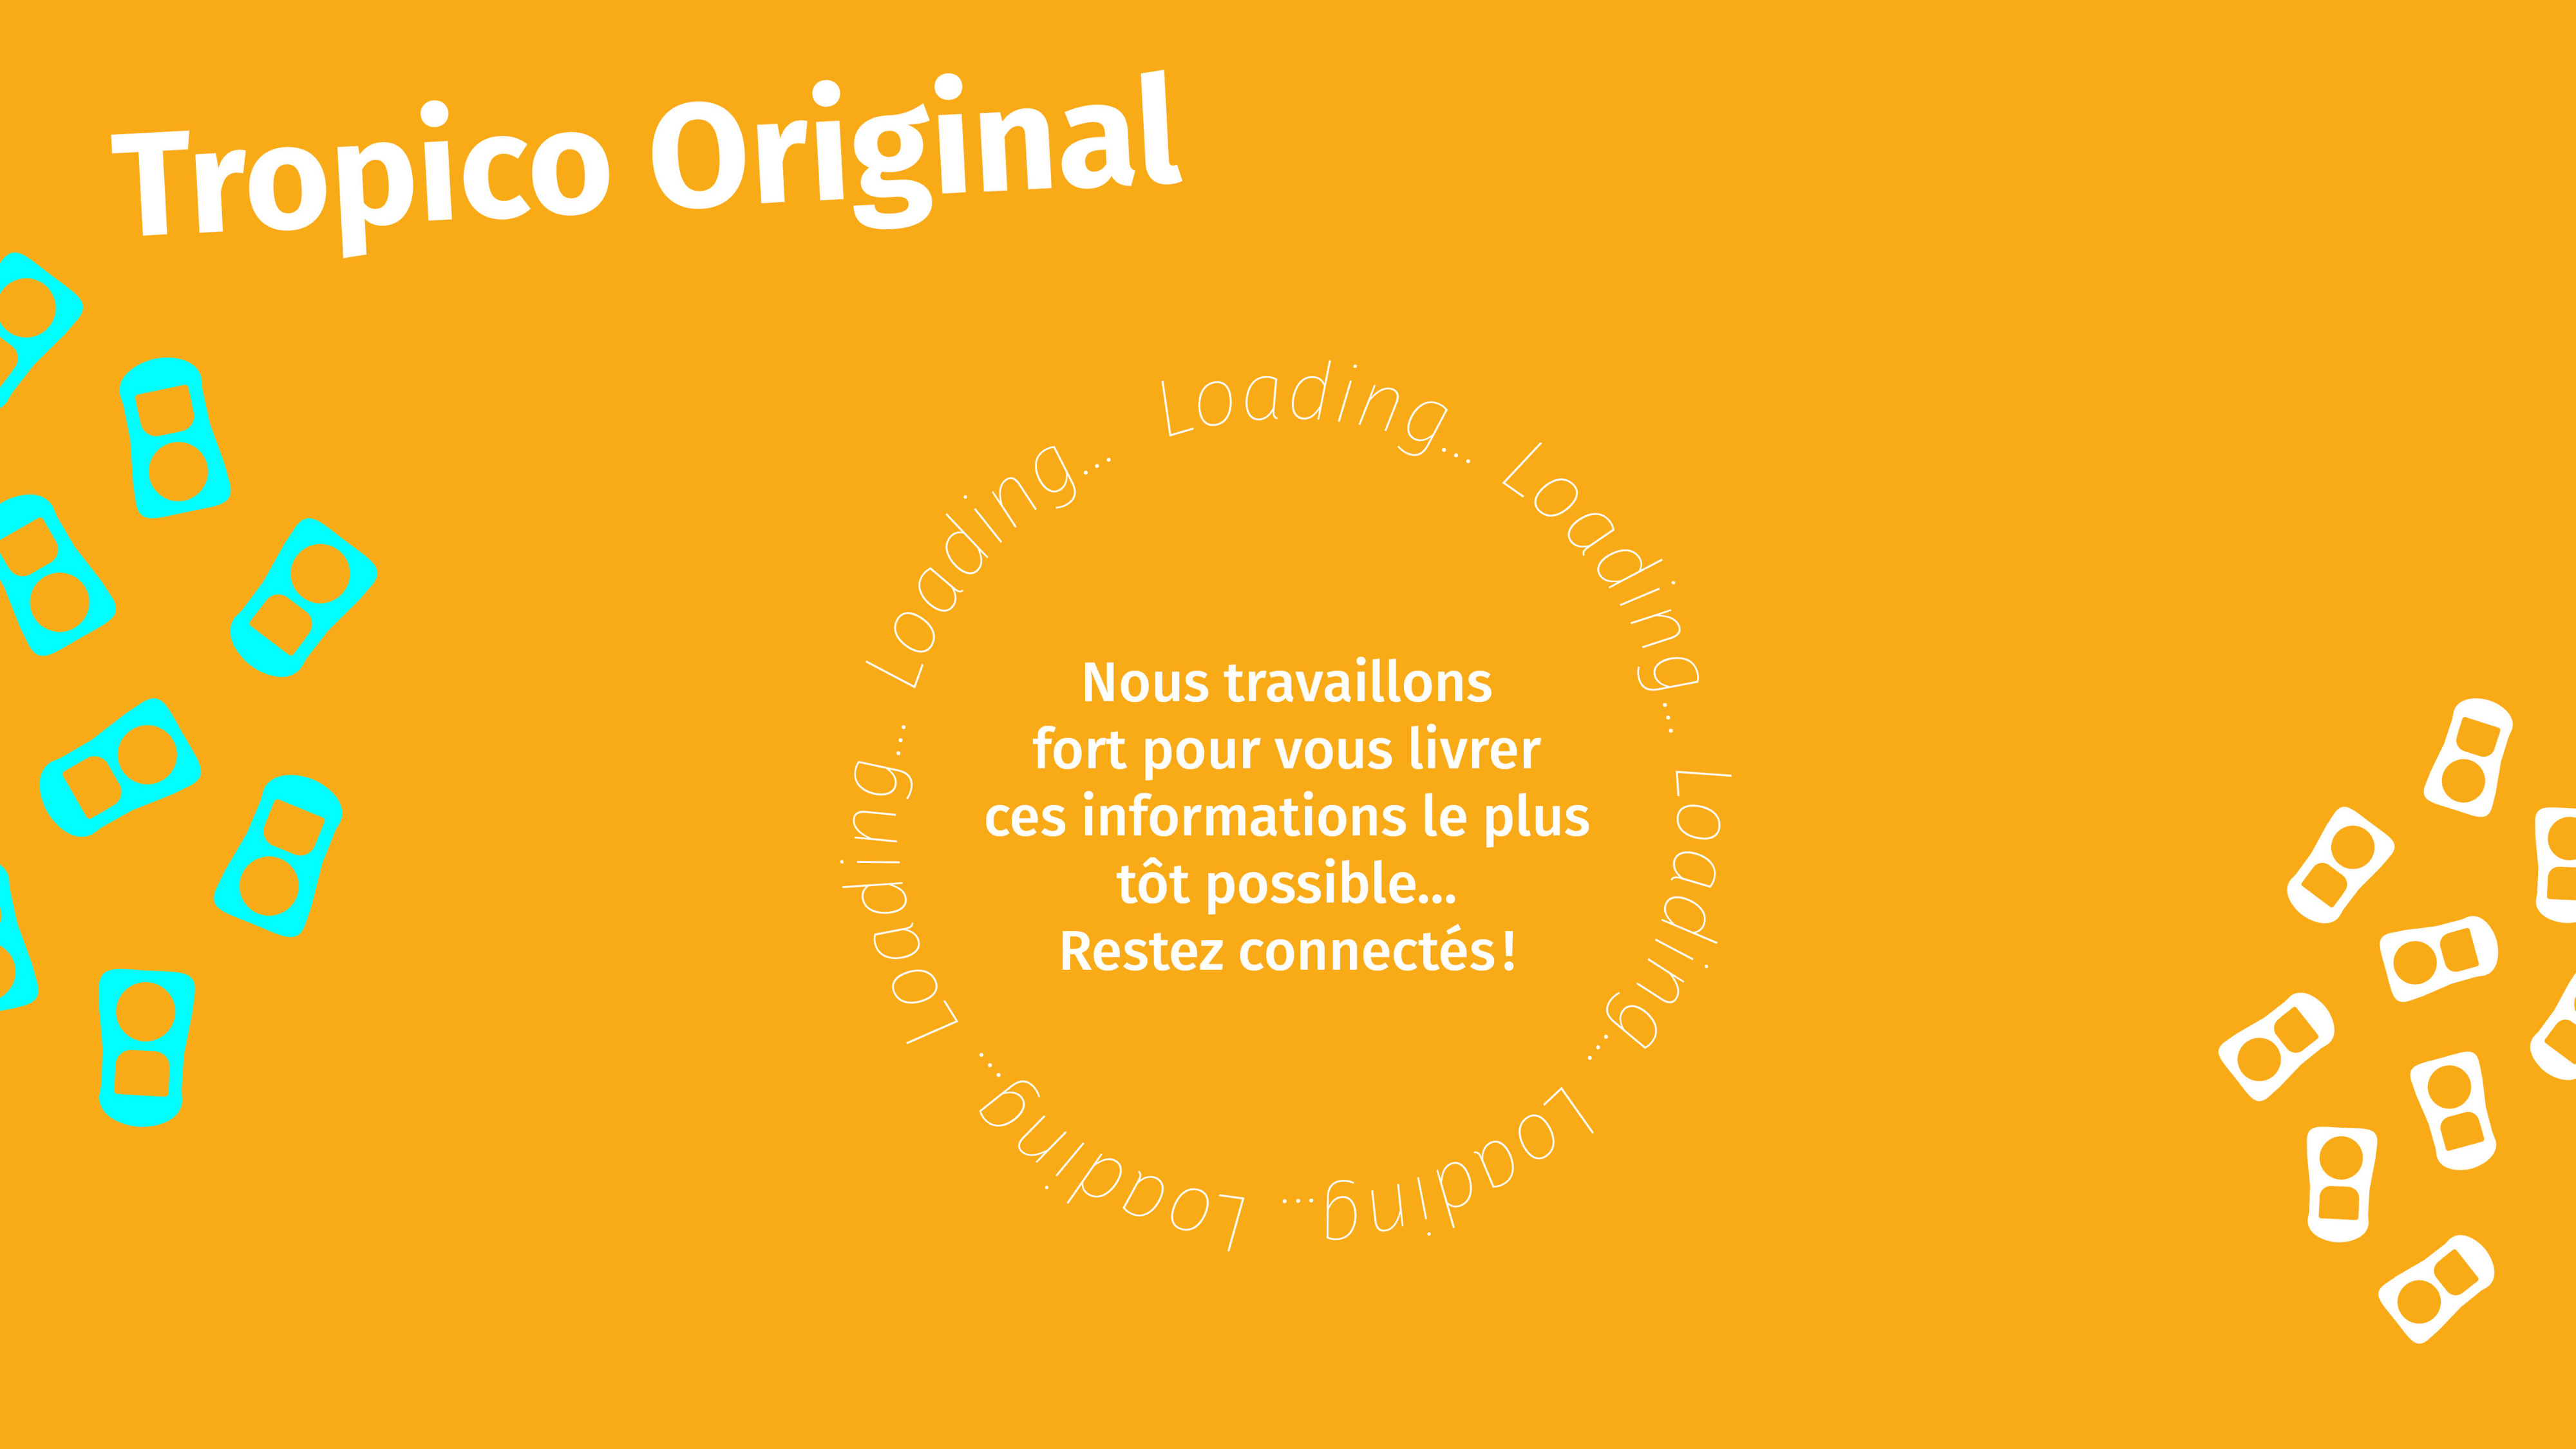 Tropico Original
Loading... Loading... Loading... Loading... Loading... Loading... Loading...
Nous travaillons
fort pour vous livrer
ces informations le plus
tôt possible...
Restez connectés !